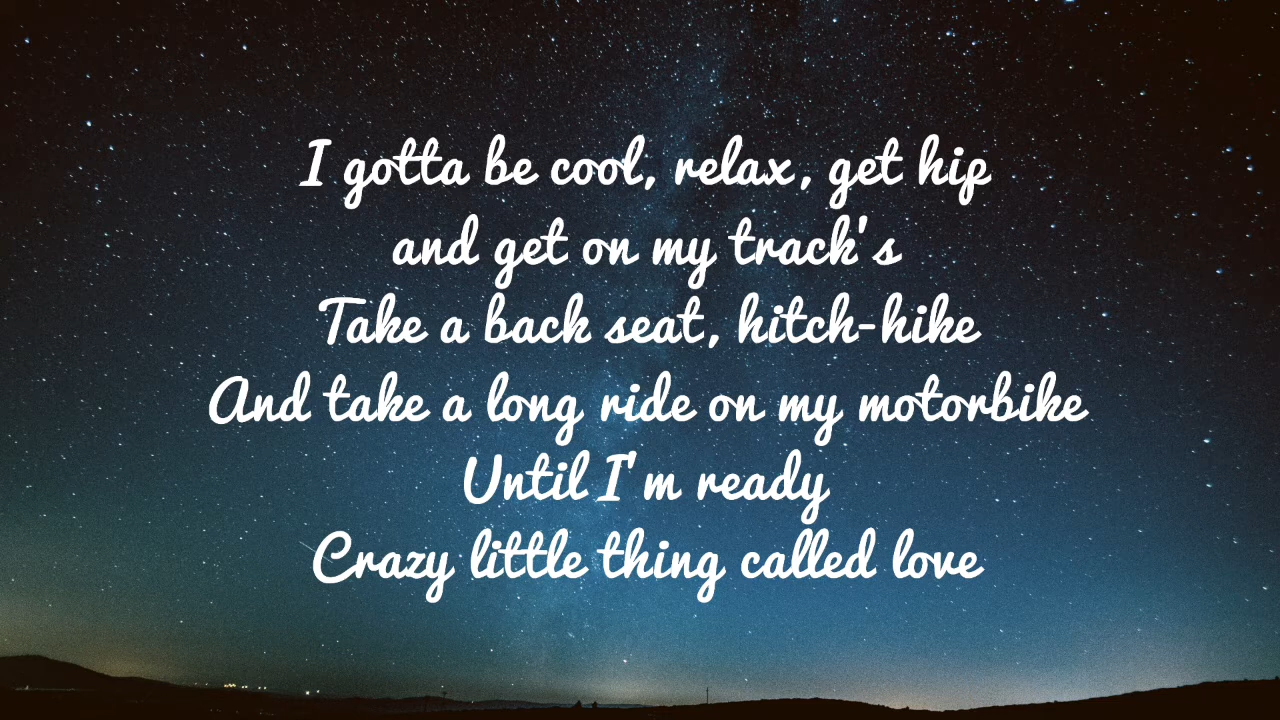 I gotta be cool, relax, get hip
and get on my track's
Take a back seat, hitch-hike
And take a long ride on my motorbike
Until I'm ready
Crazy little thing called love